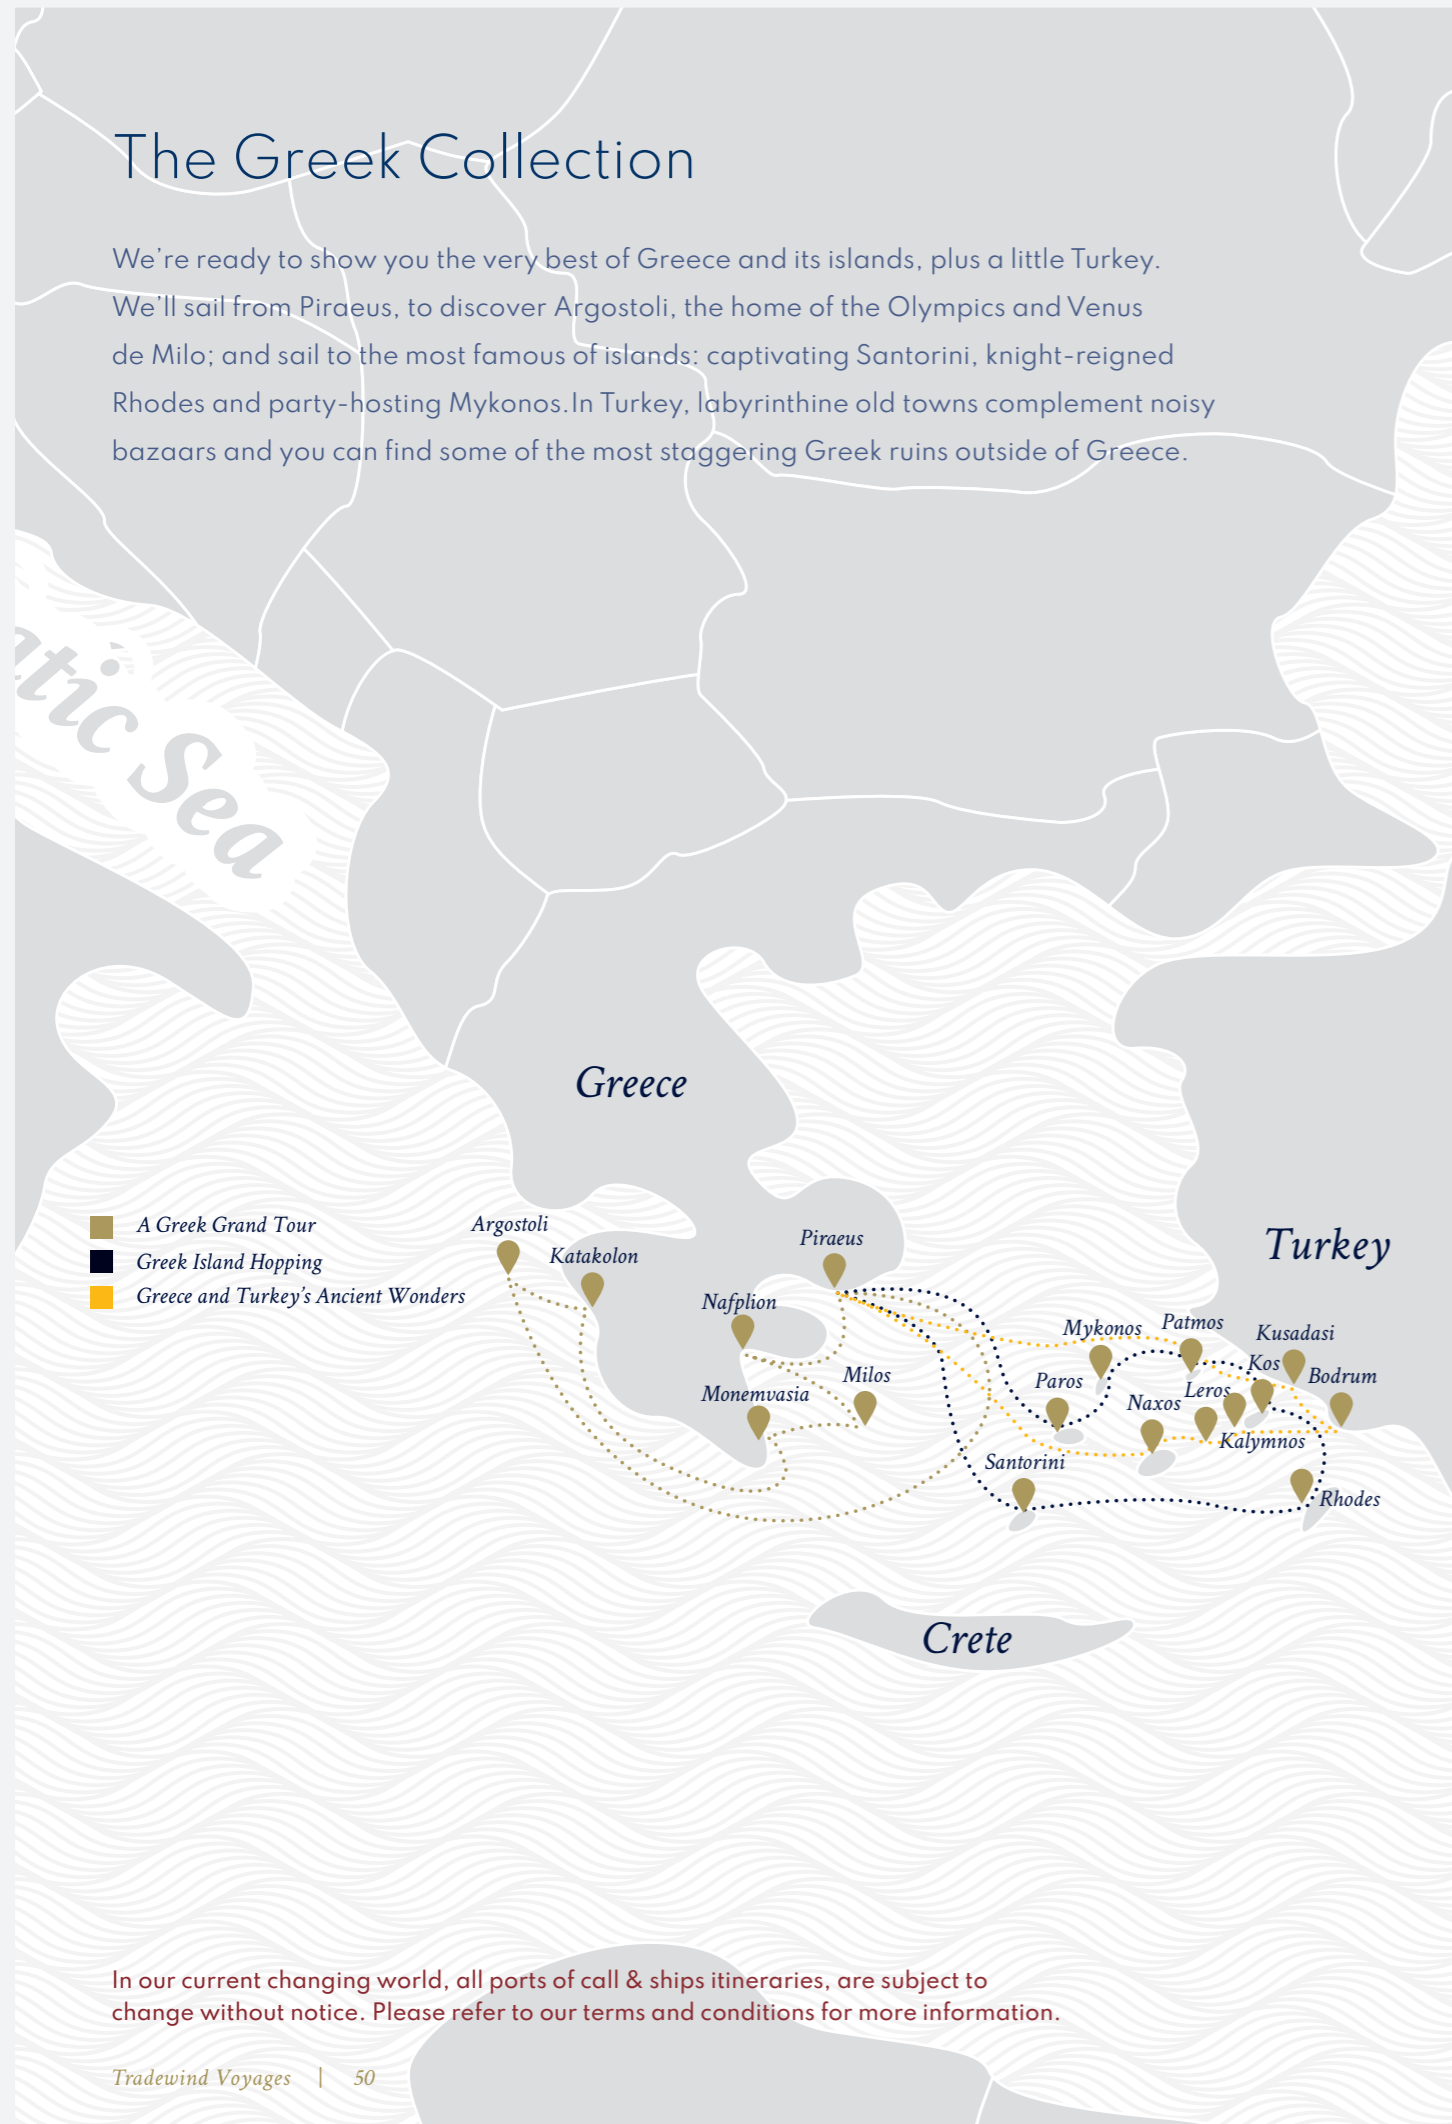 The Greek Collection
We're ready to show you the very best of Greece and its islands, plus a little Turkey.
We'll sail from Piraeus, to discover Argostoli, the home of the Olympics and Venus
de Milo; and sail to the most famous of islands: captivating Santorini, knight-reigned
Rhodes and party-hosting Mykonos.In Turkey, labyrinthine old towns complement noisy
bazaars and you can find some of the most staggering Greek ruins outside of Greece.
atic Sea
Greece
Turkey
A Greek Grand Tour
Greek Island Hopping
Greece and Turkey's Ancient Wonders
Argostoli
Katakolon
Piraeus
Nafplion
Milos
Monemvasia
Mykonos
Patmos
Kusadasi
Kos
Bodrum
Paros
Leros
Naxos
Kalymnos
Santorini
Rhodes
Crete
In our current changing world, all ports of call & ships itineraries, are subject to
change without notice. Please refer to our terms and conditions for more information.
Tradewind Voyages | 50